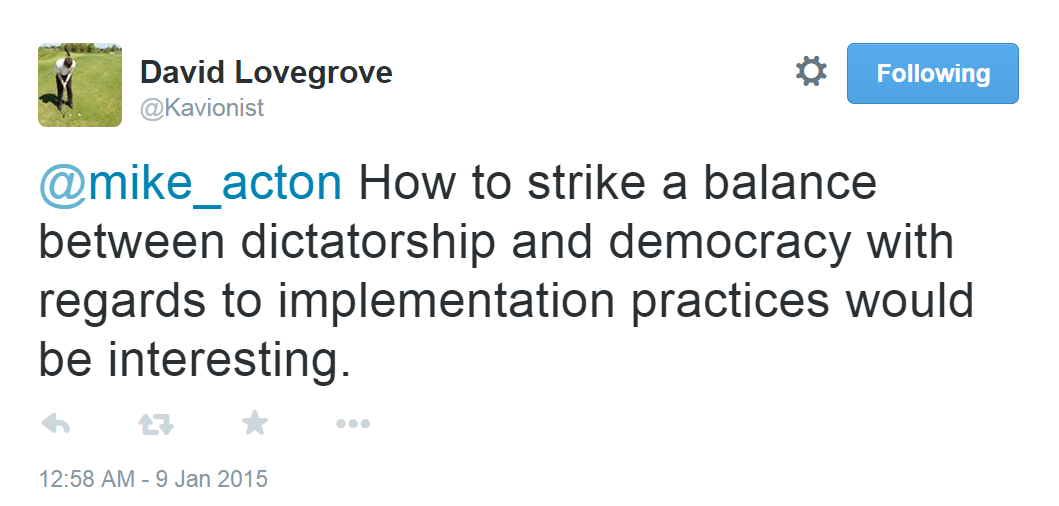 David Lovegrove
@Kavionist
Following
@mike_acton How to strike a balance
between dictatorship and democracy with
regards to implementation practices would
be interesting.
12:58 AM - 9 Jan 2015